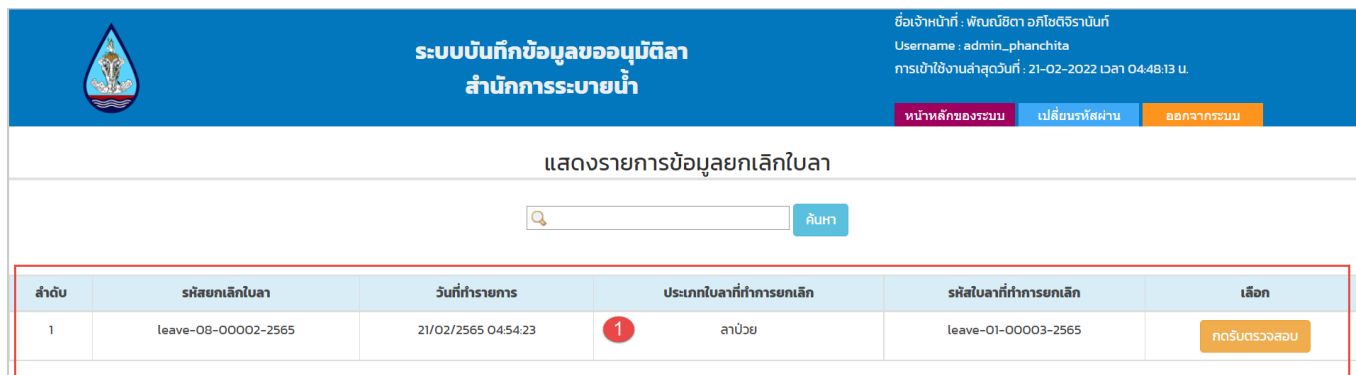 ชื่อเจ้าหน้าที่ : พัณณ์ชิตา อภิโชติจิรานันท์
ระบบบันทึกข้อมูลขออนุมัติลา
Username : admin_phanchita
สำนักการระบายน้ำ
การเข้าใช้งานล่าสุดวันที่ : 21-02-2022 เวลา 04:48:13 น.
หน้าหลักของระบบ เปลี่ยนรหัสผ่าน ออกจากระบบ
แสดงรายการข้อมูลยกเลิกใบลา
ค้นหา
ลำดับ รหัสยกเลิกใบลา วันที่ทำรายการ ประเภทใบลาที่ทำการยกเลิก รหัสใบลาที่ทำการยกเลิก เลือก
1 leave-08-00002-2565 21/02/2565 04:54:23 1 ลาป่วย leave-01-00003-2565 กดรับตรวจสอบ